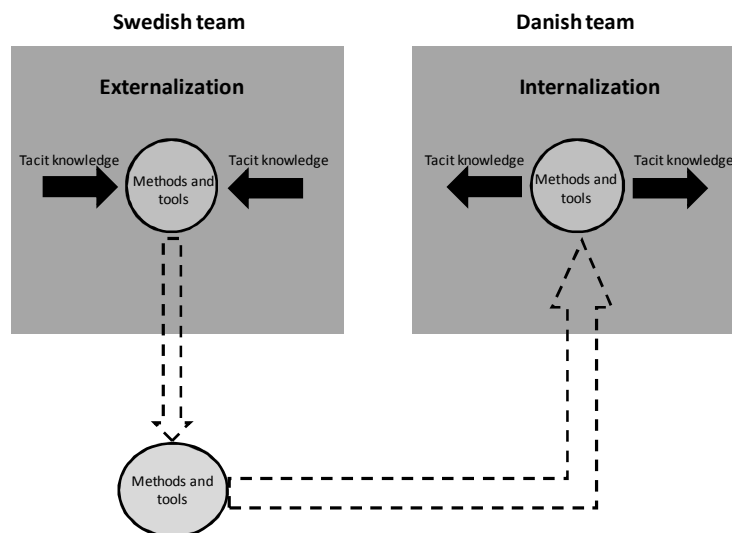 Swedish team
Danish team
Externalization
Internalization
Tacit knowledge
Tacit knowledge
Methods and
tools
Tacit knowledge
Tacit knowledge
Methods and
tools
Methods and
tools